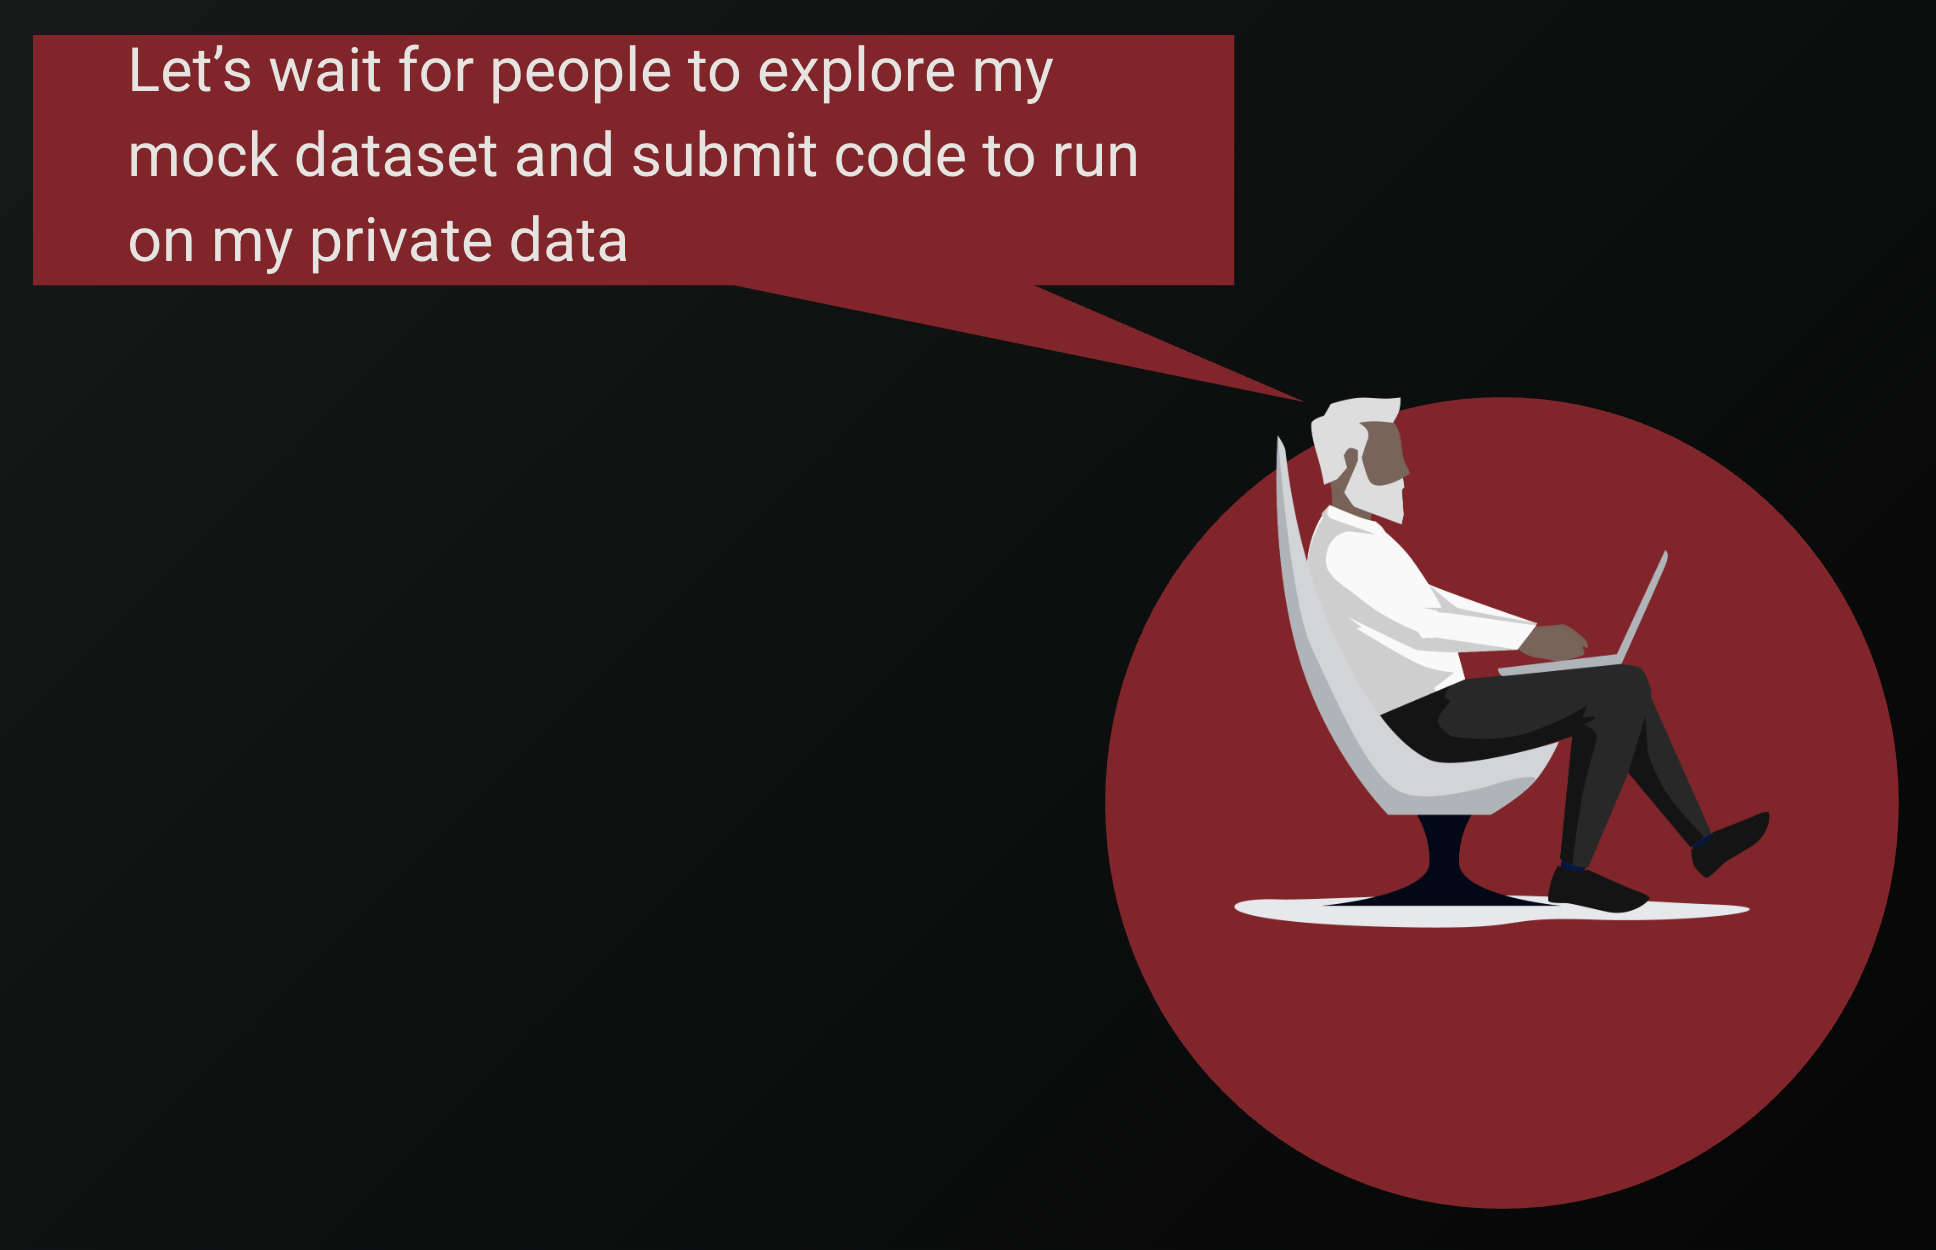 Let’s wait for people to explore my
mock dataset and submit code to run
on my private data